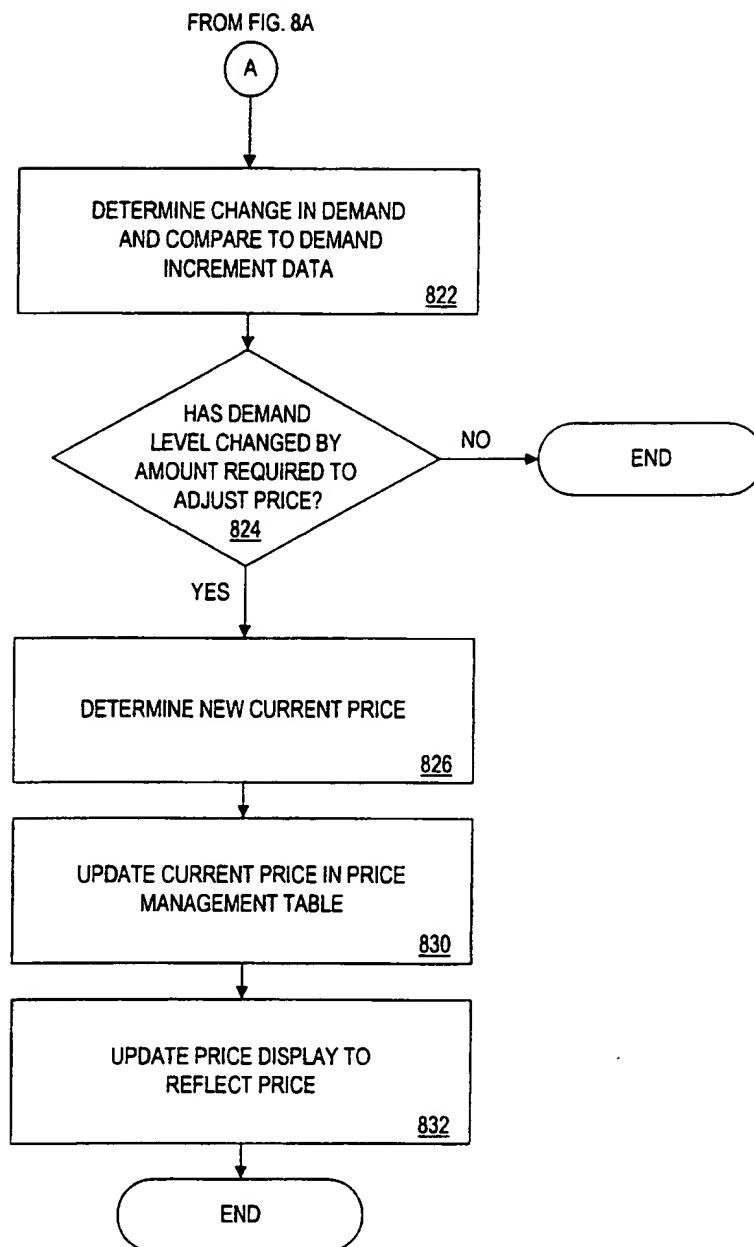 FROM FIG. 8A
A
DETERMINE CHANGE IN DEMAND
AND COMPARE TO DEMAND
INCREMENT DATA
822
HAS DEMAND
LEVEL CHANGED BY
AMOUNT REQUIRED TO
ADJUST PRICE?
824
NO
END
YES
DETERMINE NEW CURRENT PRICE
826
UPDATE CURRENT PRICE IN PRICE
MANAGEMENT TABLE
830
UPDATE PRICE DISPLAY TO
REFLECT PRICE
832
END